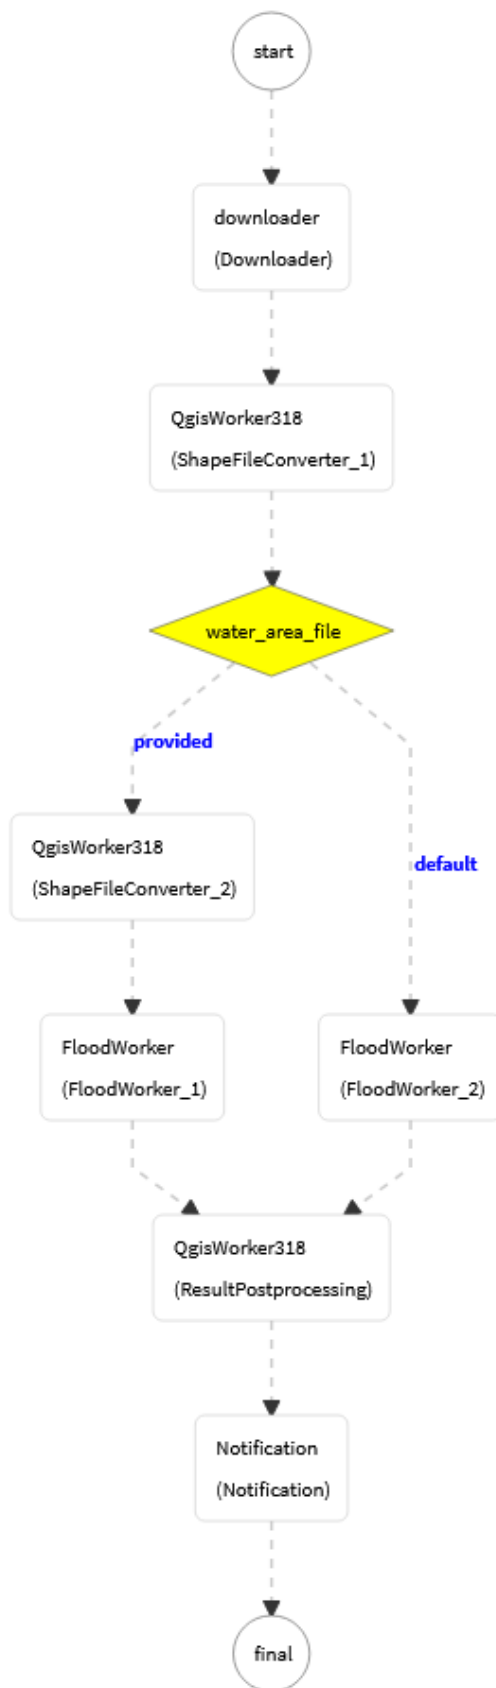 start
downloader
(Downloader)
QgisWorker318
(ShapeFileConverter_1)
water_area_file
provided
QgisWorker318
(ShapeFileConverter_2)
default
FloodWorker
(FloodWorker_1)
FloodWorker
(FloodWorker_2)
QgisWorker318
(ResultPostprocessing)
Notification
(Notification)
final